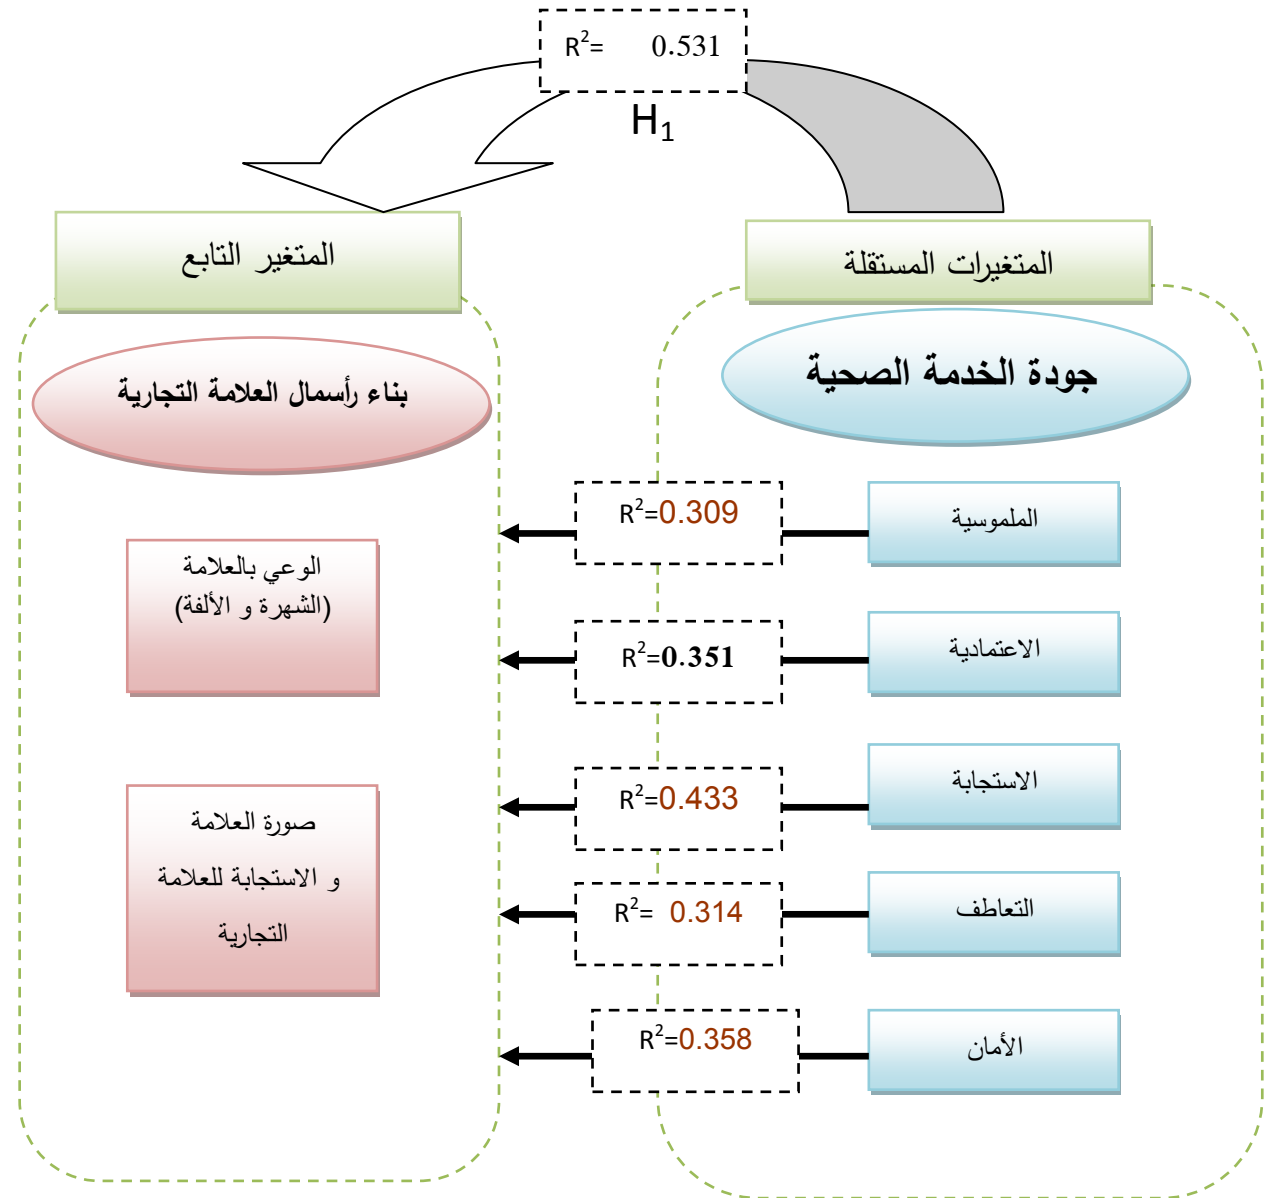 R²= 0.531
H₁
المتغيرات المستقلة
المتغير التابع
جودة الخدمة الصحية
بناء رأسمال العلامة التجارية
الملموسية
R²=0.309
الوعي بالعلامة
(الشهرة و الألفة)
الاعتمادية
R²=0.351
الاستجابة
R²=0.433
صورة العلامة
و الاستجابة للعلامة
التجارية
التعاطف
R²= 0.314
الأمان
R²=0.358